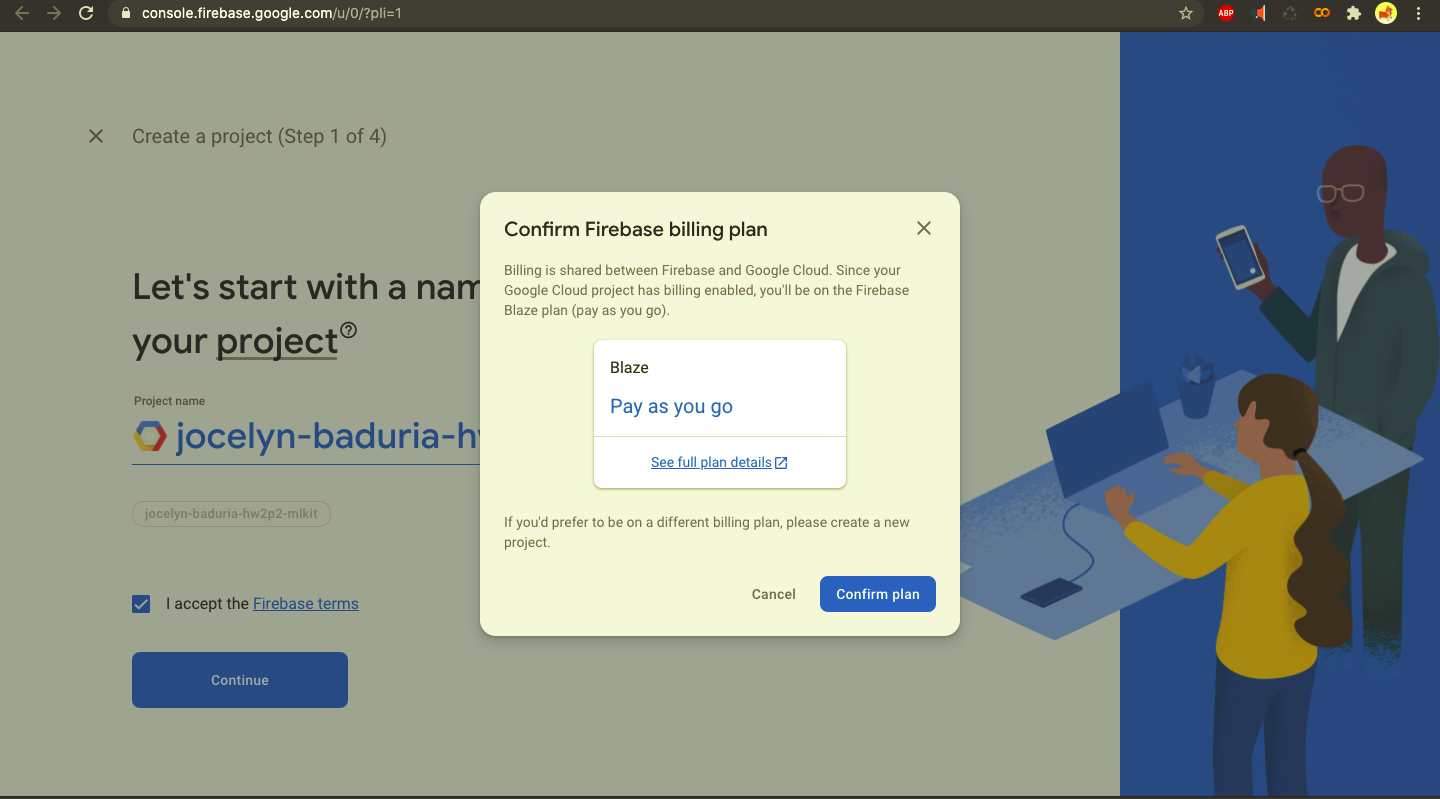 console.firebase.google.com/u/0/?pli=1
ABP
Create a project (Step 1 of 4)
Let's start with a nam
your project
Project name
jocelyn-baduria-h
jocelyn-baduria-hw2p2-mlkit
I accept the Firebase terms
Continue
Confirm Firebase billing plan
Billing is shared between Firebase and Google Cloud. Since your
Google Cloud project has billing enabled, you'll be on the Firebase
Blaze plan (pay as you go).
Blaze
Pay as you go
See full plan details
If you'd prefer to be on a different billing plan, please create a new
project.
Cancel
Confirm plan